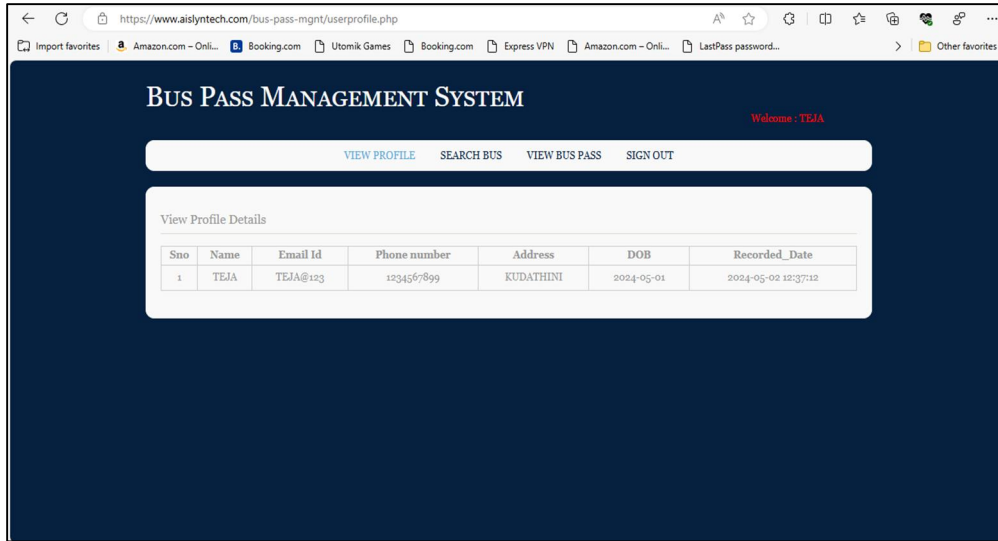 https://www.aislyntech.com/bus-pass-mgnt/userprofile.php
Import favorites Amazon.com – Onli... Booking.com Utomik Games Booking.com Express VPN Amazon.com – Onli... LastPass password... Other favorites
Bus Pass Management System
Welcome : TEJA
VIEW PROFILE SEARCH BUS VIEW BUS PASS SIGN OUT
View Profile Details
Sno Name Email Id Phone number Address DOB Recorded_Date
1 TEJA TEJA@123 1234567899 KUDATHINI 2024-05-01 2024-05-02 12:37:12